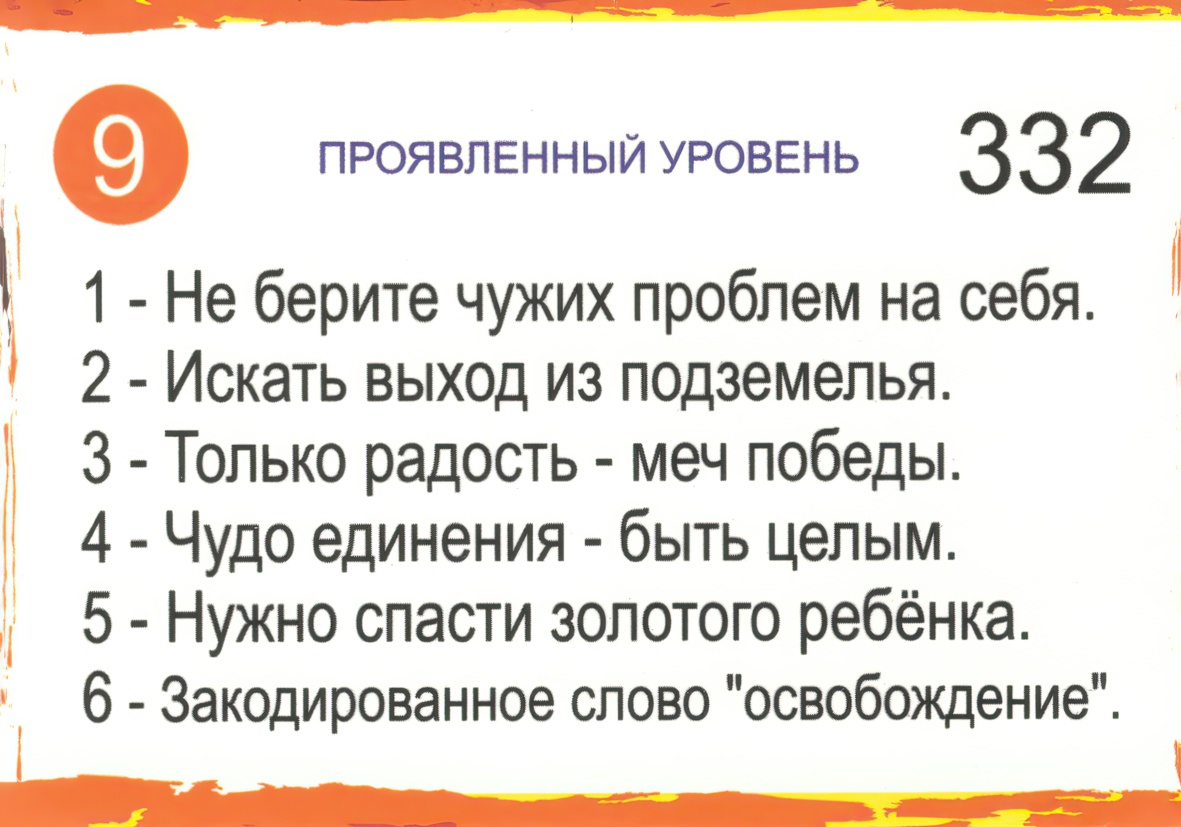 9 ПРОЯВЛЕННЫЙ УРОВЕНЬ 332
1 - Не берите чужих проблем на себя.
2 - Искать выход из подземелья.
3 - Только радость - меч победы.
4 - Чудо единения - быть целым.
5 - Нужно спасти золотого ребёнка.
6 - Закодированное слово "освобождение".